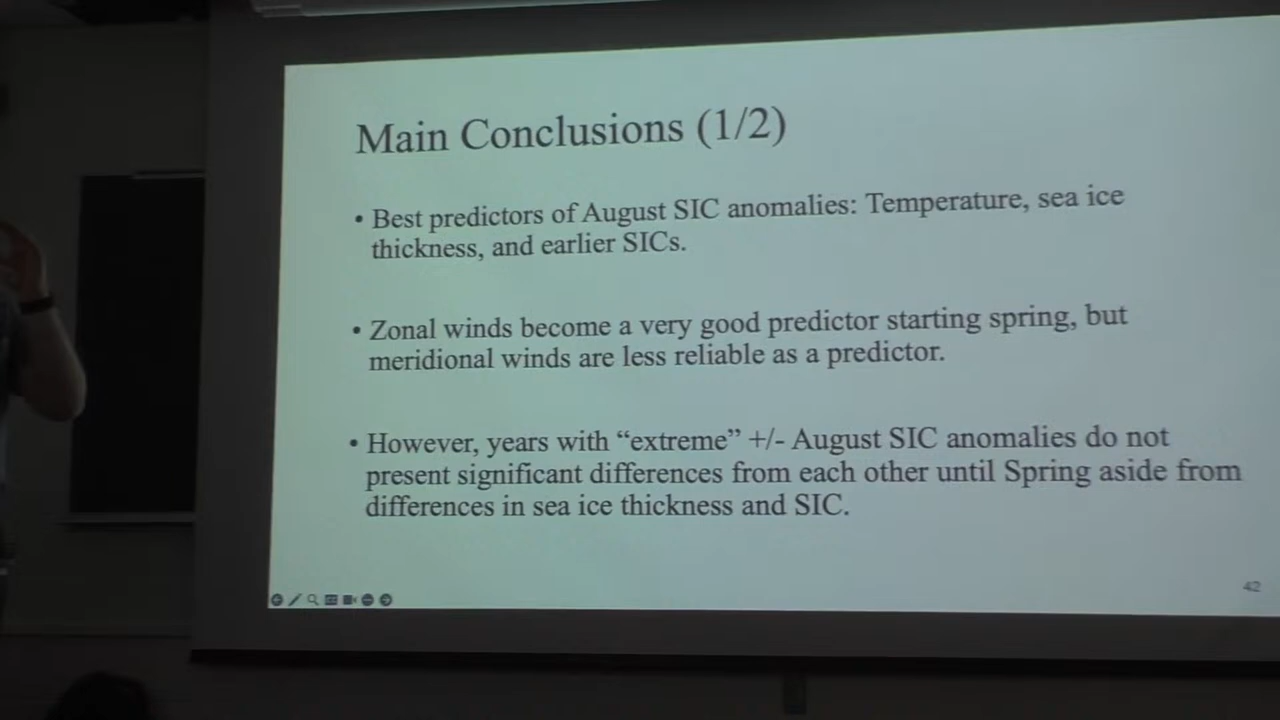 Main Conclusions (1/2)
• Best predictors of August SIC anomalies: Temperature, sea ice
thickness, and earlier SICs.
• Zonal winds become a very good predictor starting spring, but
meridional winds are less reliable as a predictor.
• However, years with “extreme” +/- August SIC anomalies do not
present significant differences from each other until Spring aside from
differences in sea ice thickness and SIC.
42